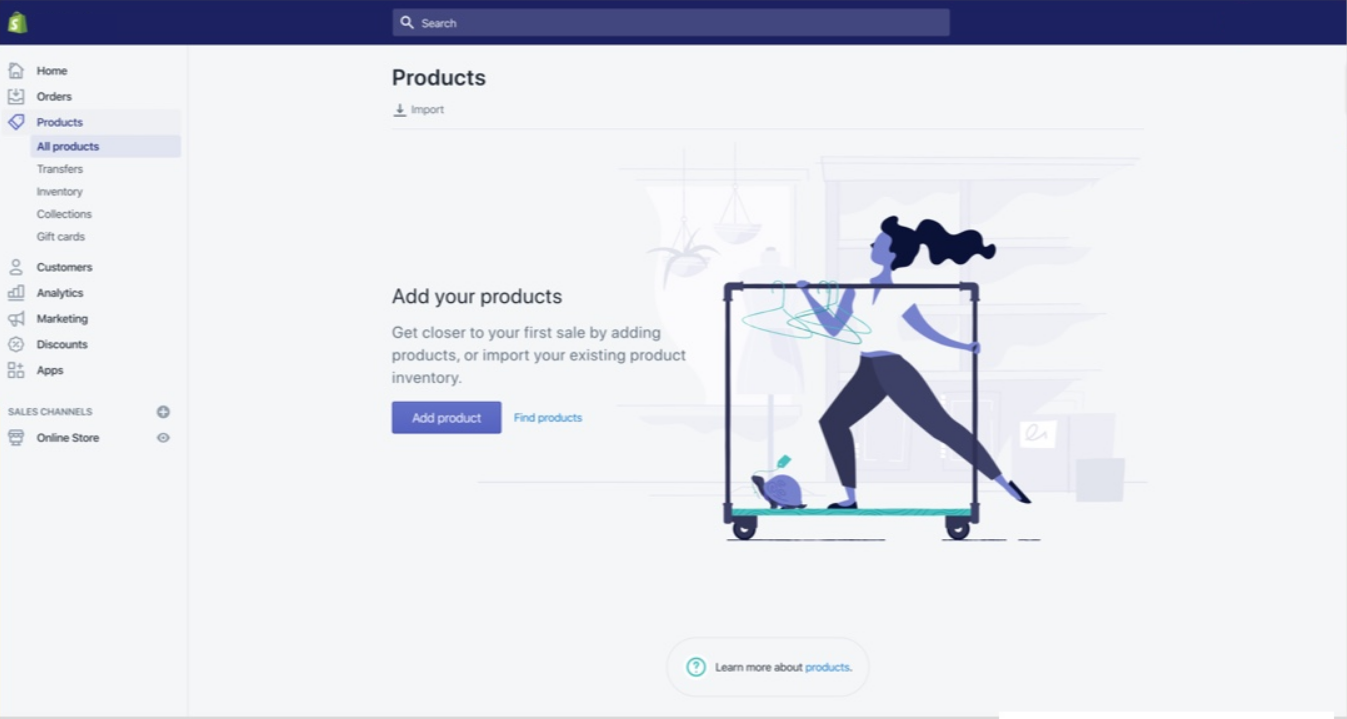 Search
Home
Orders
Products
All products
Transfers
Inventory
Collections
Gift cards
Customers
Analytics
Marketing
Discounts
Apps
SALES CHANNELS
Online Store
Products
Import
Add your products
Get closer to your first sale by adding
products, or import your existing product
inventory.
Add product Find products
Learn more about products.